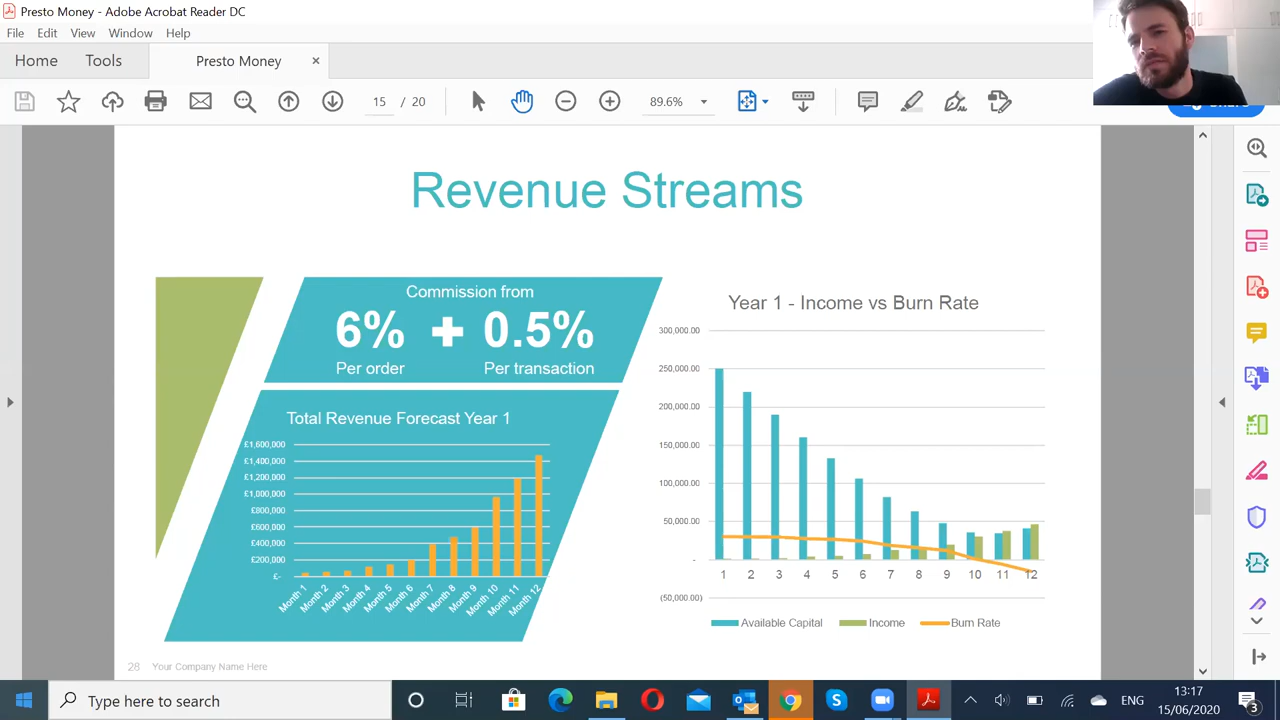 Presto Money - Adobe Acrobat Reader DC
File Edit View Window Help
Home Tools Presto Money ×
15 / 20 89.6%
Revenue Streams
Commission from
6% + 0.5%
Per order Per transaction
Total Revenue Forecast Year 1
£1,600,000
£1,400,000
£1,200,000
£1,000,000
£800,000
£600,000
£400,000
£200,000
£-
Month 1 Month 2 Month 3 Month 4 Month 5 Month 6 Month 7 Month 8 Month 9 Month 10 Month 11 Month 12
Year 1 - Income vs Burn Rate
300,000.00
250,000.00
200,000.00
150,000.00
100,000.00
50,000.00
-
1 2 3 4 5 6 7 8 9 10 11 12
(50,000.00)
Available Capital Income Burn Rate
28 Your Company Name Here
Type here to search
ENG
13:17
15/06/2020
3